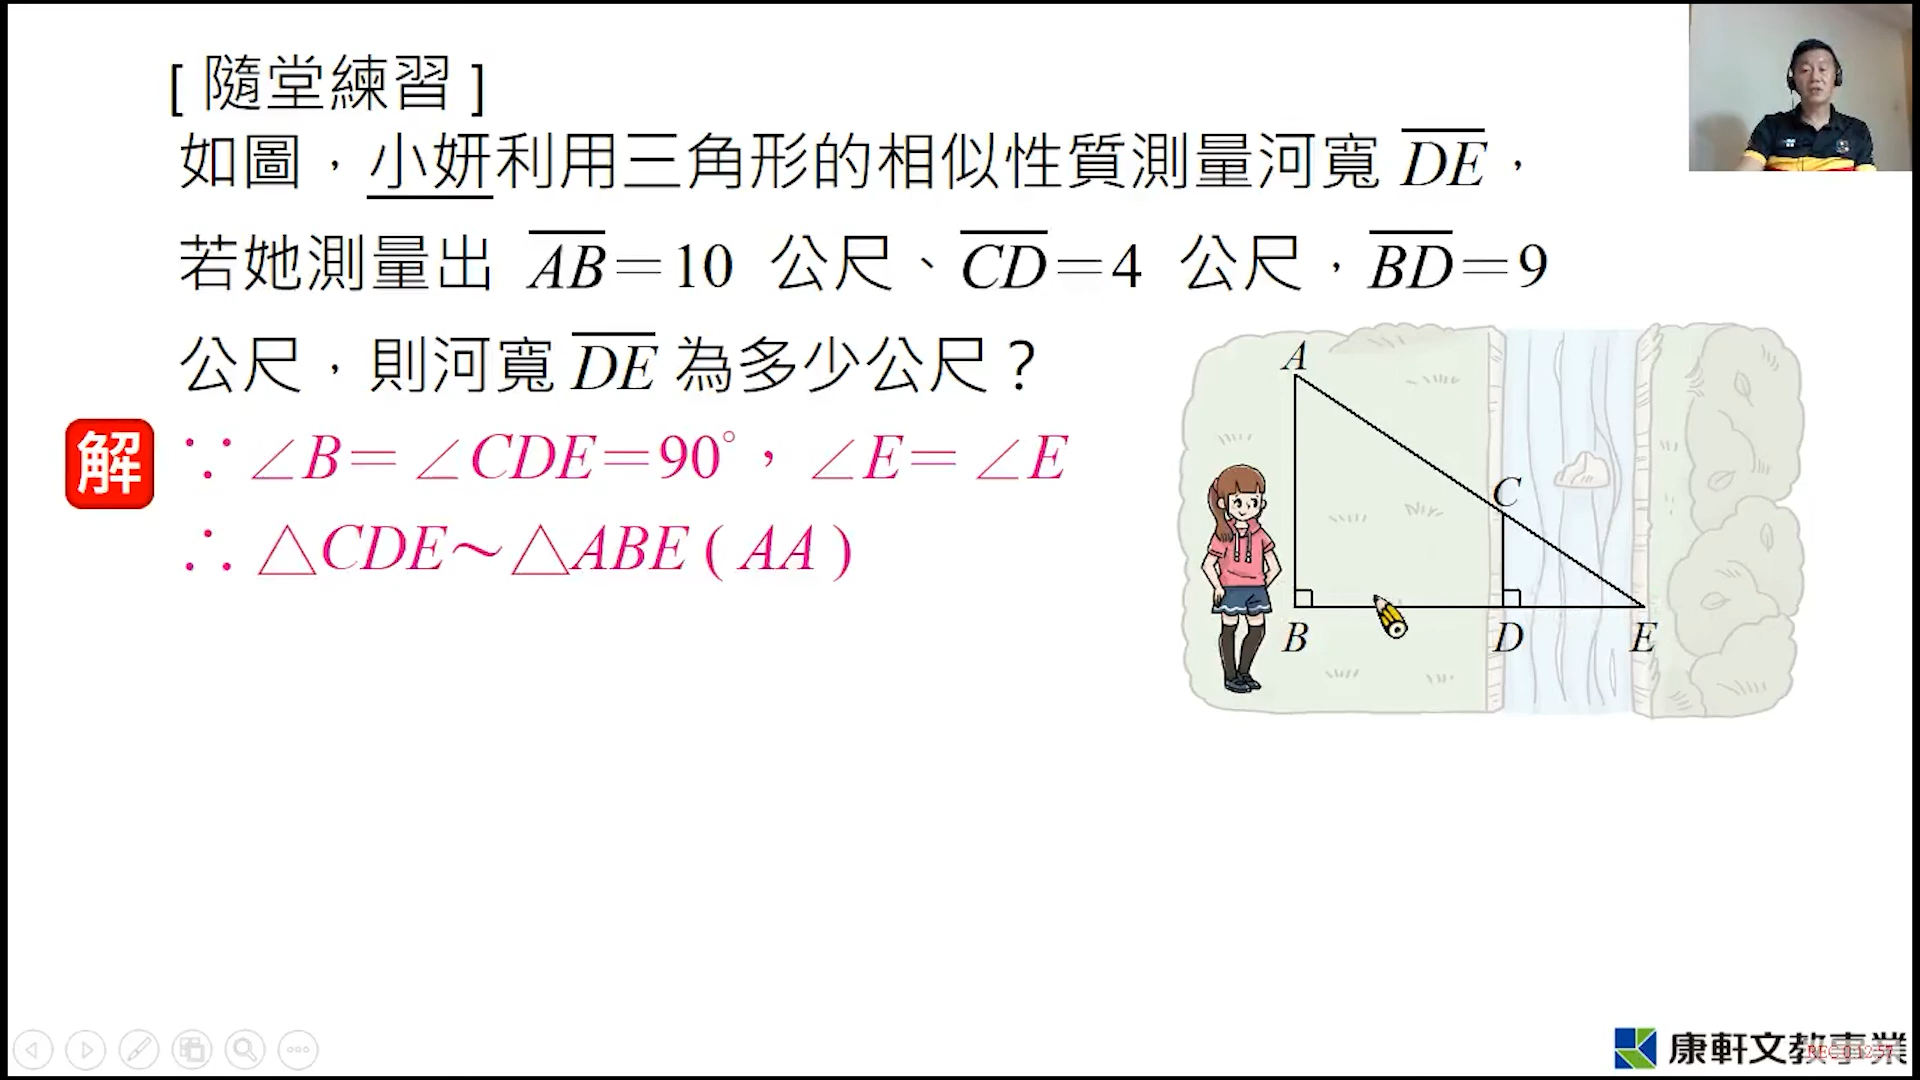 [ 隨堂練習 ]
如圖，小妍利用三角形的相似性質測量河寬 DE，
若她測量出 AB=10 公尺、CD=4 公尺，BD=9
公尺，則河寬 DE 為多少公尺？
解 ∵ ∠B=∠CDE=90°，∠E=∠E
∴ △CDE～△ABE ( AA )
A
C
B
D
E
康軒文教事業